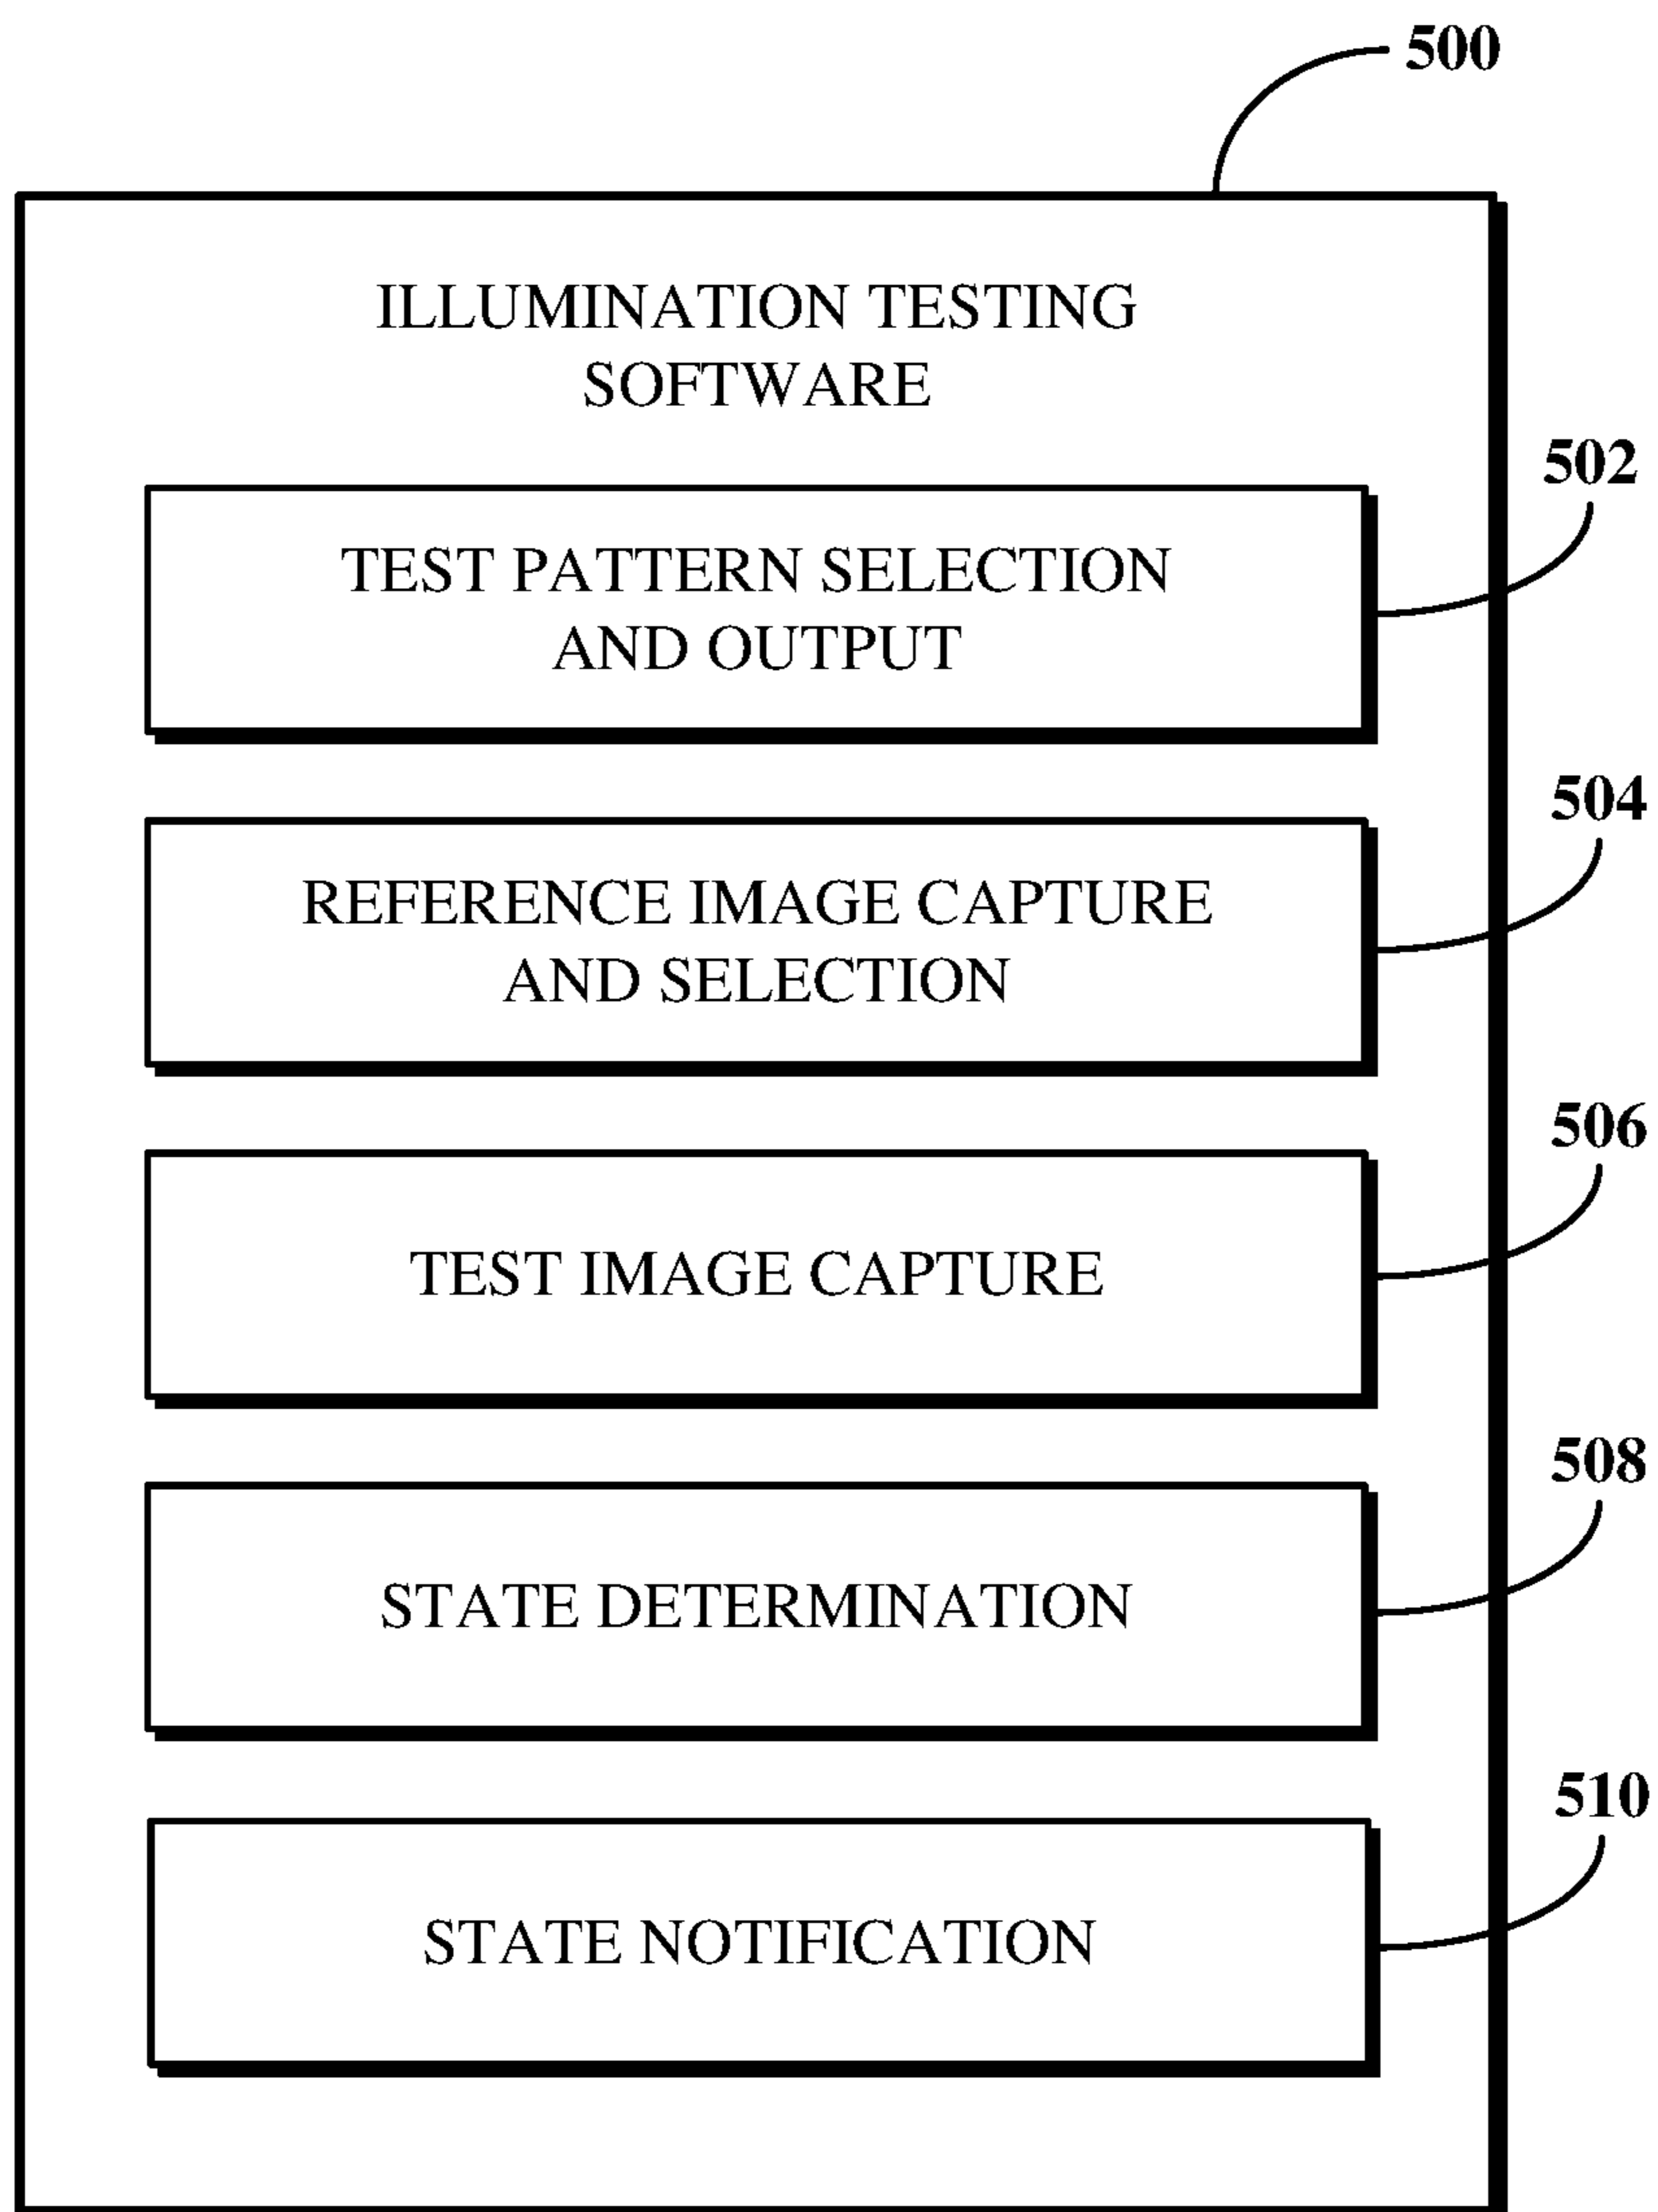 500
ILLUMINATION TESTING
SOFTWARE
502
TEST PATTERN SELECTION
AND OUTPUT
504
REFERENCE IMAGE CAPTURE
AND SELECTION
506
TEST IMAGE CAPTURE
508
STATE DETERMINATION
510
STATE NOTIFICATION